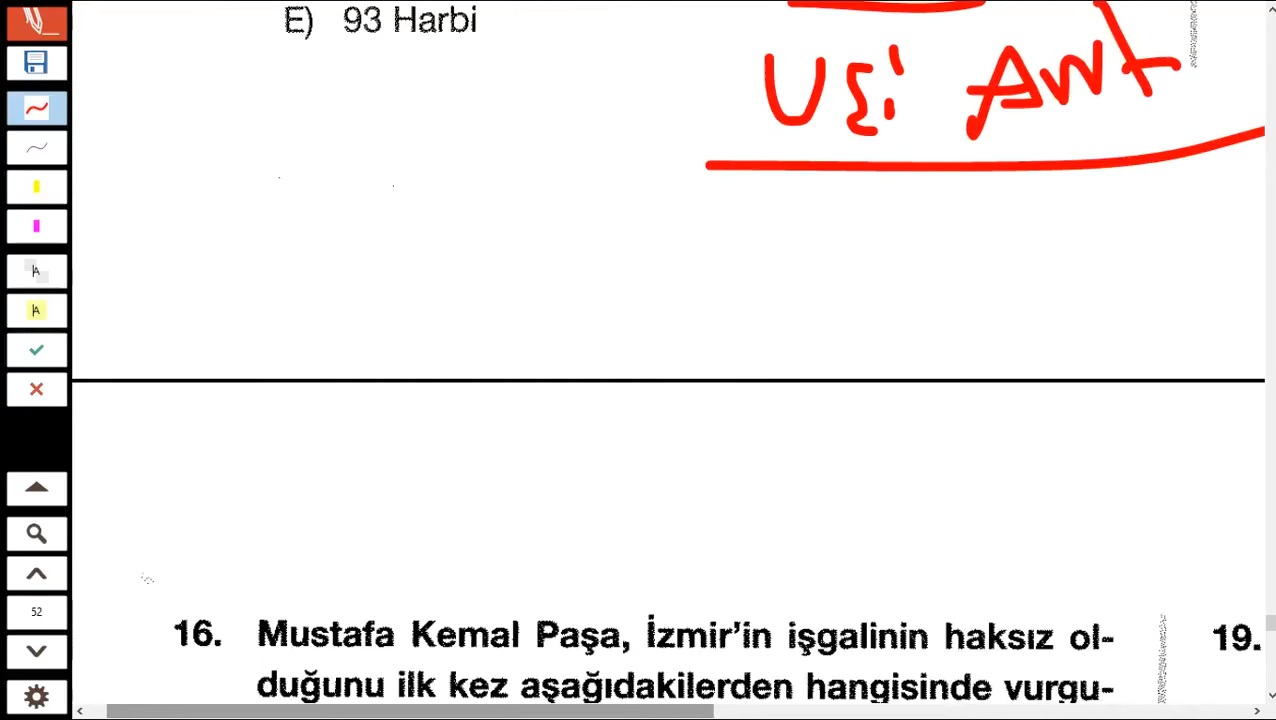 E) 93 Harbi
Uşi Ant
52
16. Mustafa Kemal Paşa, İzmir’in işgalinin haksız ol-
duğunu ilk kez aşağıdakilerden hangisinde vurgu-
19.